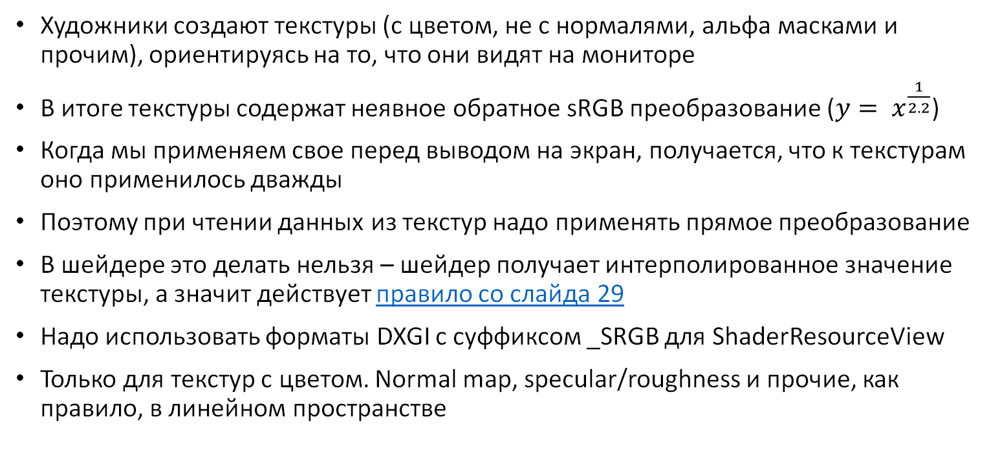 • Художники создают текстуры (с цветом, не с нормалями, альфа масками и
прочим), ориентируясь на то, что они видят на мониторе
• В итоге текстуры содержат неявное обратное sRGB преобразование (y = x^(1/2.2))
• Когда мы применяем свое перед выводом на экран, получается, что к текстурам
оно применилось дважды
• Поэтому при чтении данных из текстур надо применять прямое преобразование
• В шейдере это делать нельзя – шейдер получает интерполированное значение
текстуры, а значит действует правило со слайда 29
• Надо использовать форматы DXGI с суффиксом _SRGB для ShaderResourceView
• Только для текстур с цветом. Normal map, specular/roughness и прочие, как
правило, в линейном пространстве